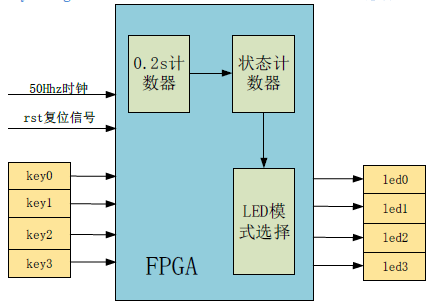 0.2s计
数器
状态计
数器
50Hhz时钟
rst复位信号
key0
key1
key2
key3
LED模
式选择
FPGA
led0
led1
led2
led3